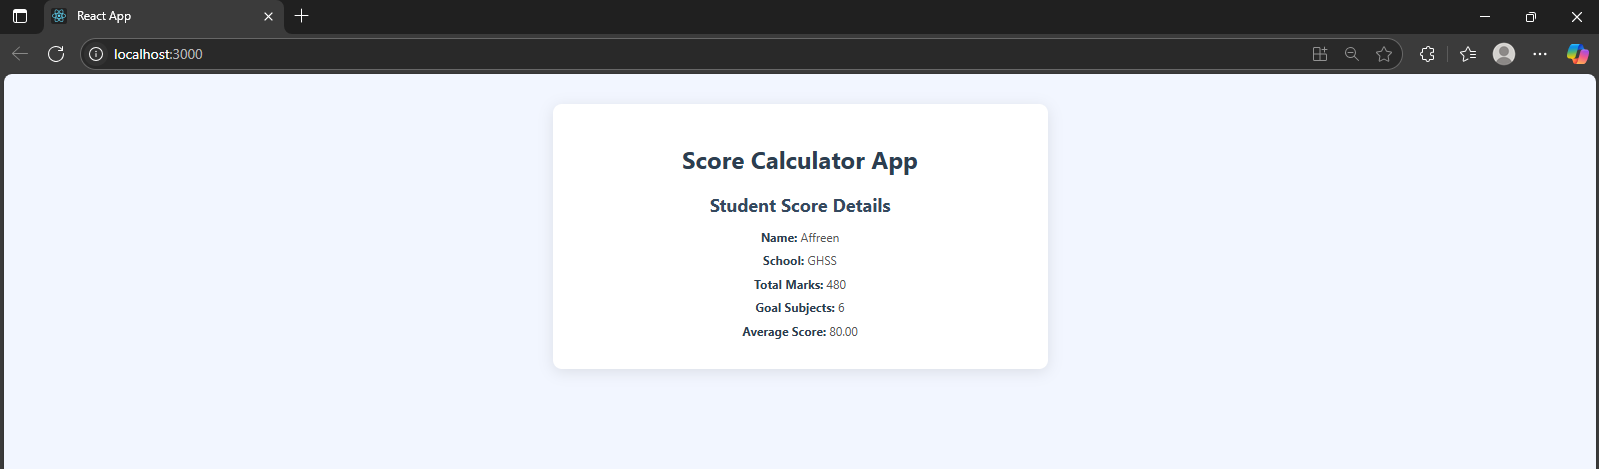 React App
localhost:3000
Score Calculator App
Student Score Details
Name: Affreen
School: GHSS
Total Marks: 480
Goal Subjects: 6
Average Score: 80.00